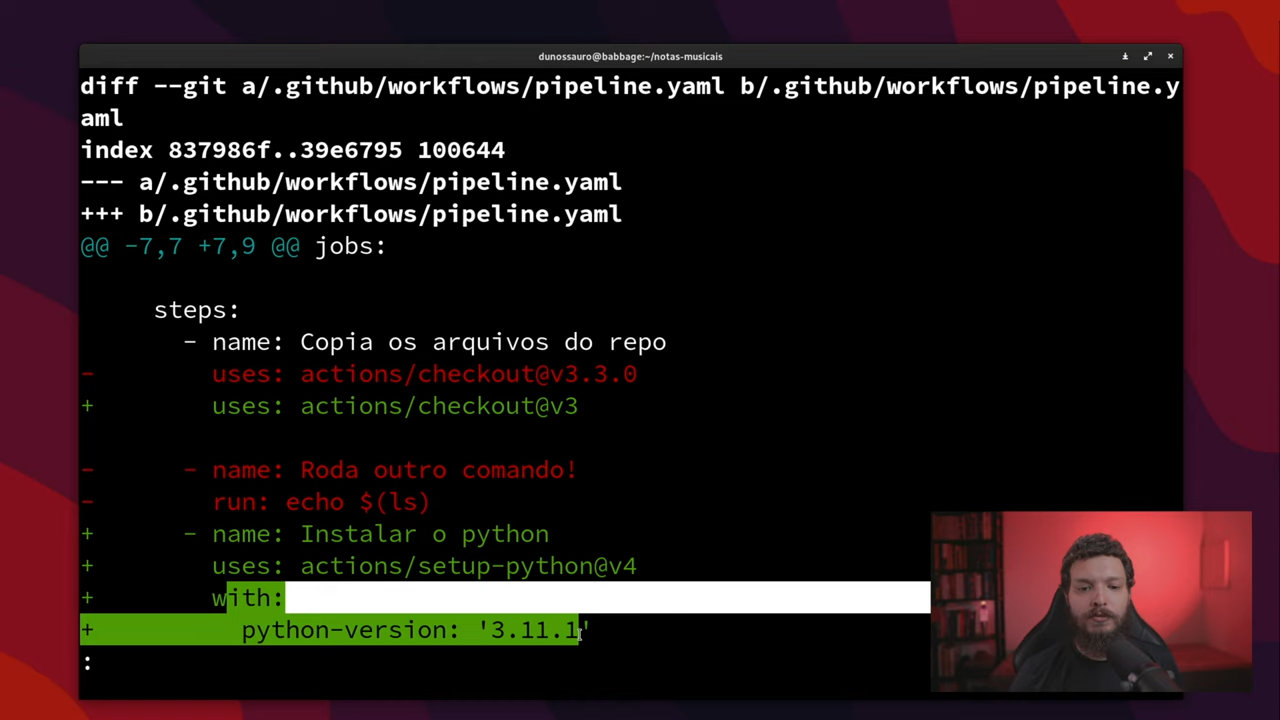 dunossauro@babbage:~/notas-musicais
diff --git a/.github/workflows/pipeline.yaml b/.github/workflows/pipeline.y
aml
index 837986f..39e6795 100644
--- a/.github/workflows/pipeline.yaml
+++ b/.github/workflows/pipeline.yaml
@@ -7,7 +7,9 @@ jobs:
steps:
- name: Copia os arquivos do repo
- uses: actions/checkout@v3.3.0
+ uses: actions/checkout@v3
- - name: Roda outro comando!
- run: echo $(ls)
+ - name: Instalar o python
+ uses: actions/setup-python@v4
+ with:
+ python-version: '3.11.1'
: